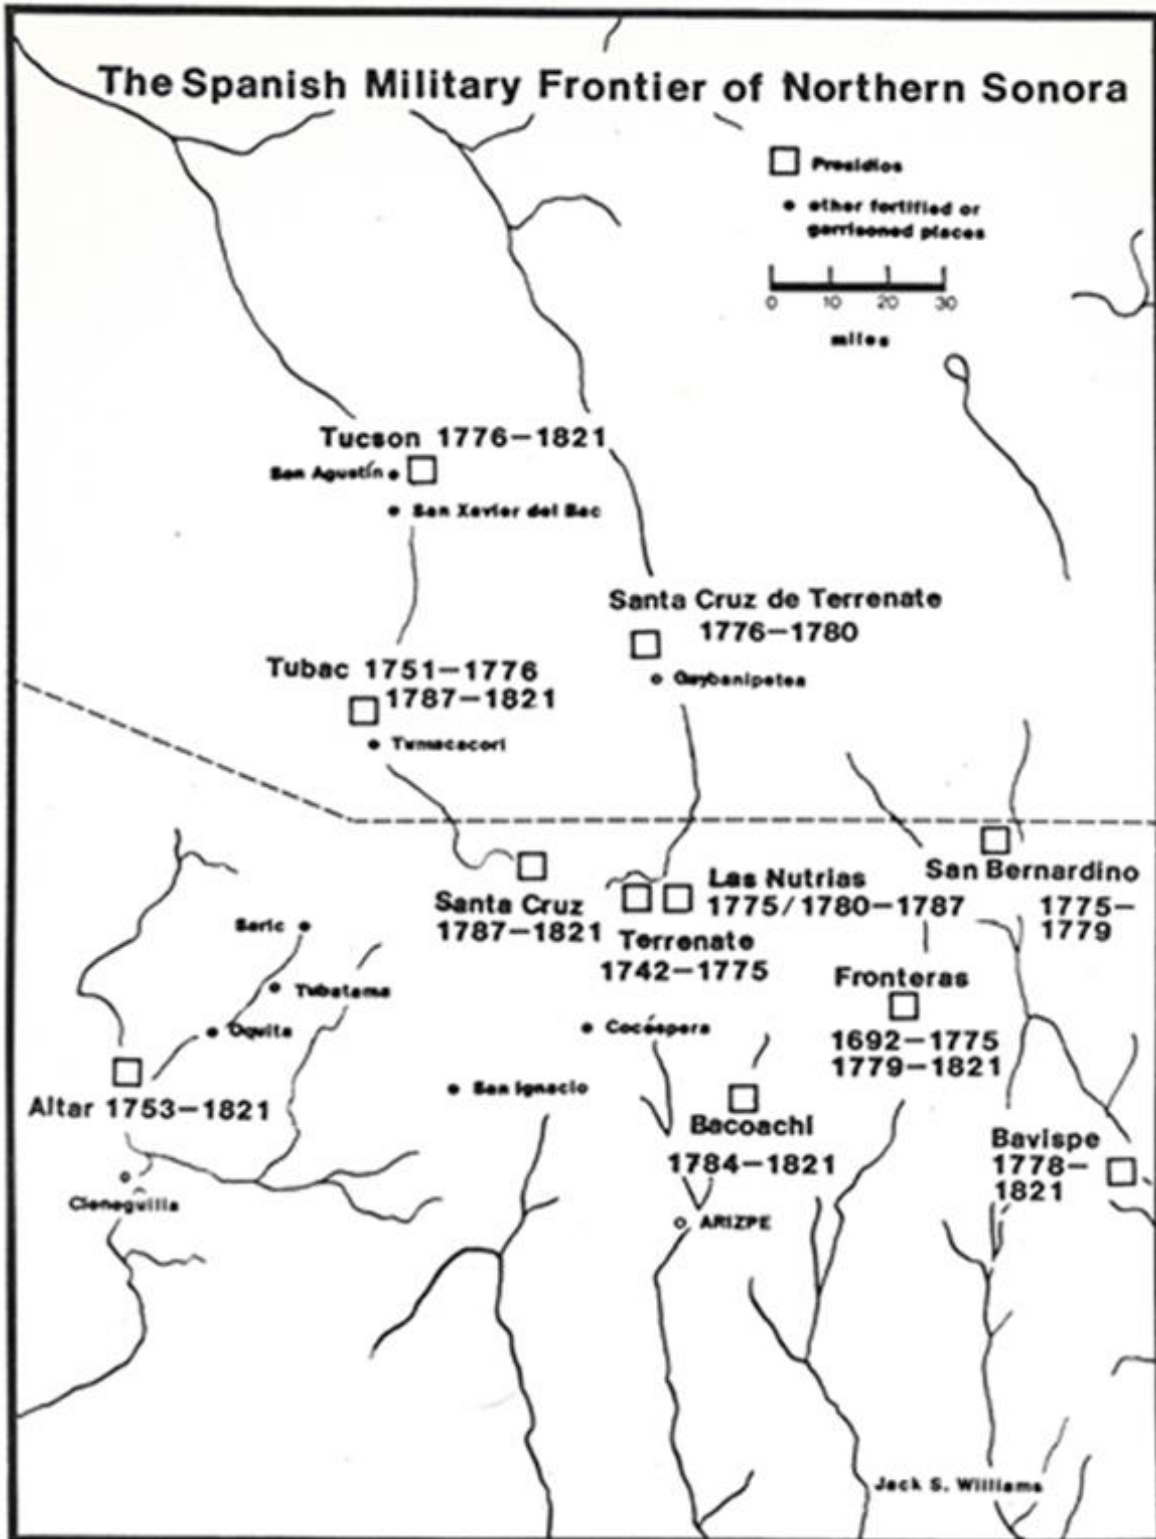 The Spanish Military Frontier of Northern Sonora
Presidios
other fortified or
garrisoned places
0 10 20 30
miles
Tucson 1776–1821
San Agustín
San Xavier del Bac
Santa Cruz de Terrenate
1776–1780
Quybanipetea
Tubac 1751–1776
1787–1821
Tumacacori
San Bernardino
1775–
1779
Las Nutrias
1775/1780–1787
Santa Cruz
1787–1821
Terrenate
1742–1775
Saric
Tubatama
Oquita
Fronteras
1692–1775
1779–1821
Cocóspera
San Ignacio
Altar 1753–1821
Bacoachi
1784–1821
Bavispe
1778–
1821
Cieneguilla
ARIZPE
Jack S. Williams